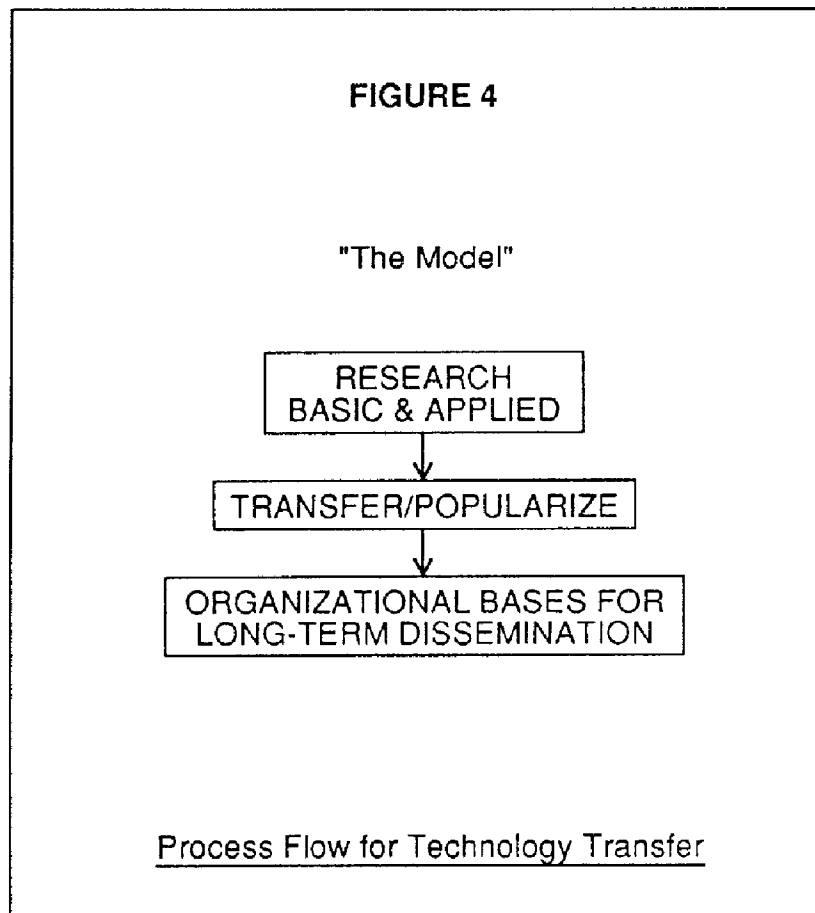 FIGURE 4
"The Model"
RESEARCH
BASIC & APPLIED
TRANSFER/POPULARIZE
ORGANIZATIONAL BASES FOR
LONG-TERM DISSEMINATION
Process Flow for Technology Transfer